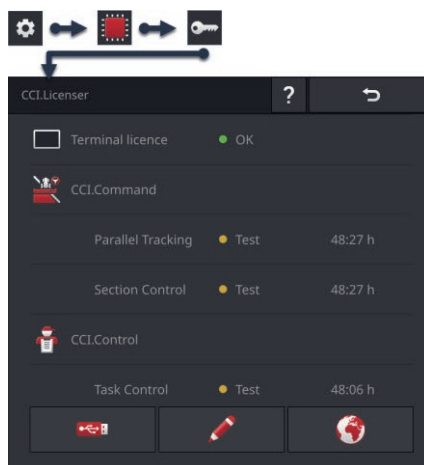 CCI.Licenser ?
Terminal licence OK
CCI.Command
Parallel Tracking Test 48:27 h
Section Control Test 48:27 h
CCI.Control
Task Control Test 48:06 h